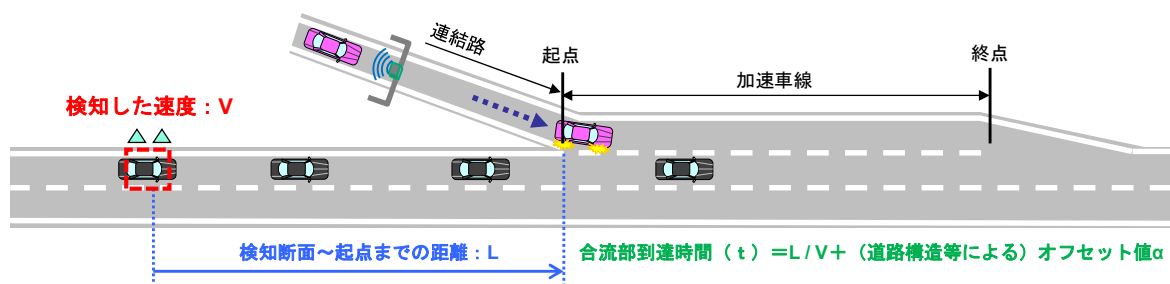 連結路
起点
終点
加速車線
検知した速度：V
検知断面～起点までの距離：L
合流部到達時間（ｔ）＝L / V＋（道路構造等による）オフセット値α